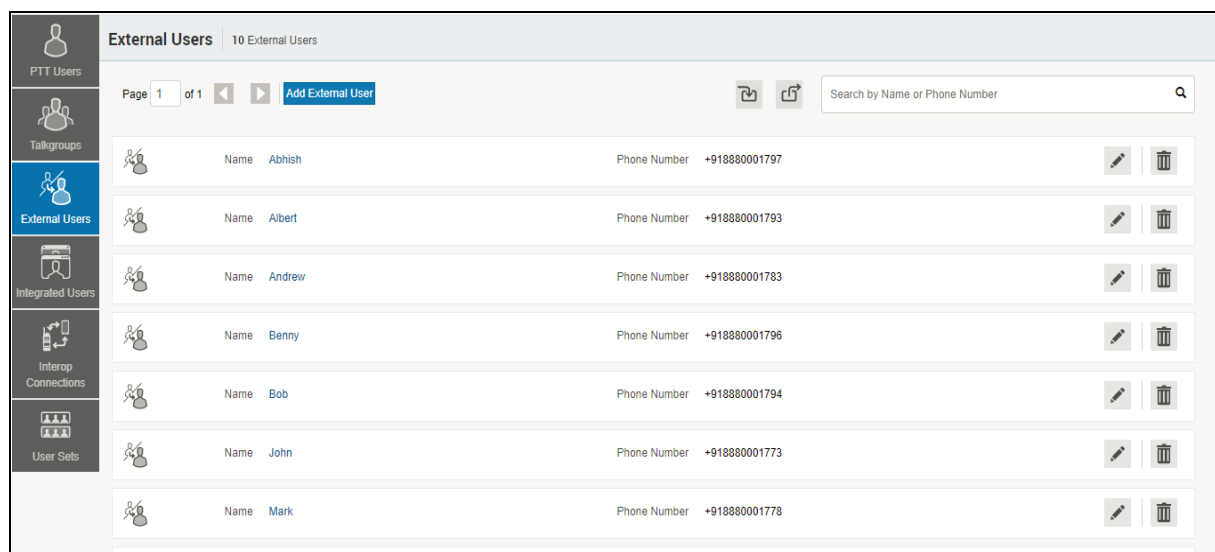 PTT Users
Talkgroups
External Users
Integrated Users
Interop
Connections
User Sets
External Users 10 External Users
Page 1 of 1 Add External User Search by Name or Phone Number
Name Abhish Phone Number +918880001797
Name Albert Phone Number +918880001793
Name Andrew Phone Number +918880001783
Name Benny Phone Number +918880001796
Name Bob Phone Number +918880001794
Name John Phone Number +918880001773
Name Mark Phone Number +918880001778